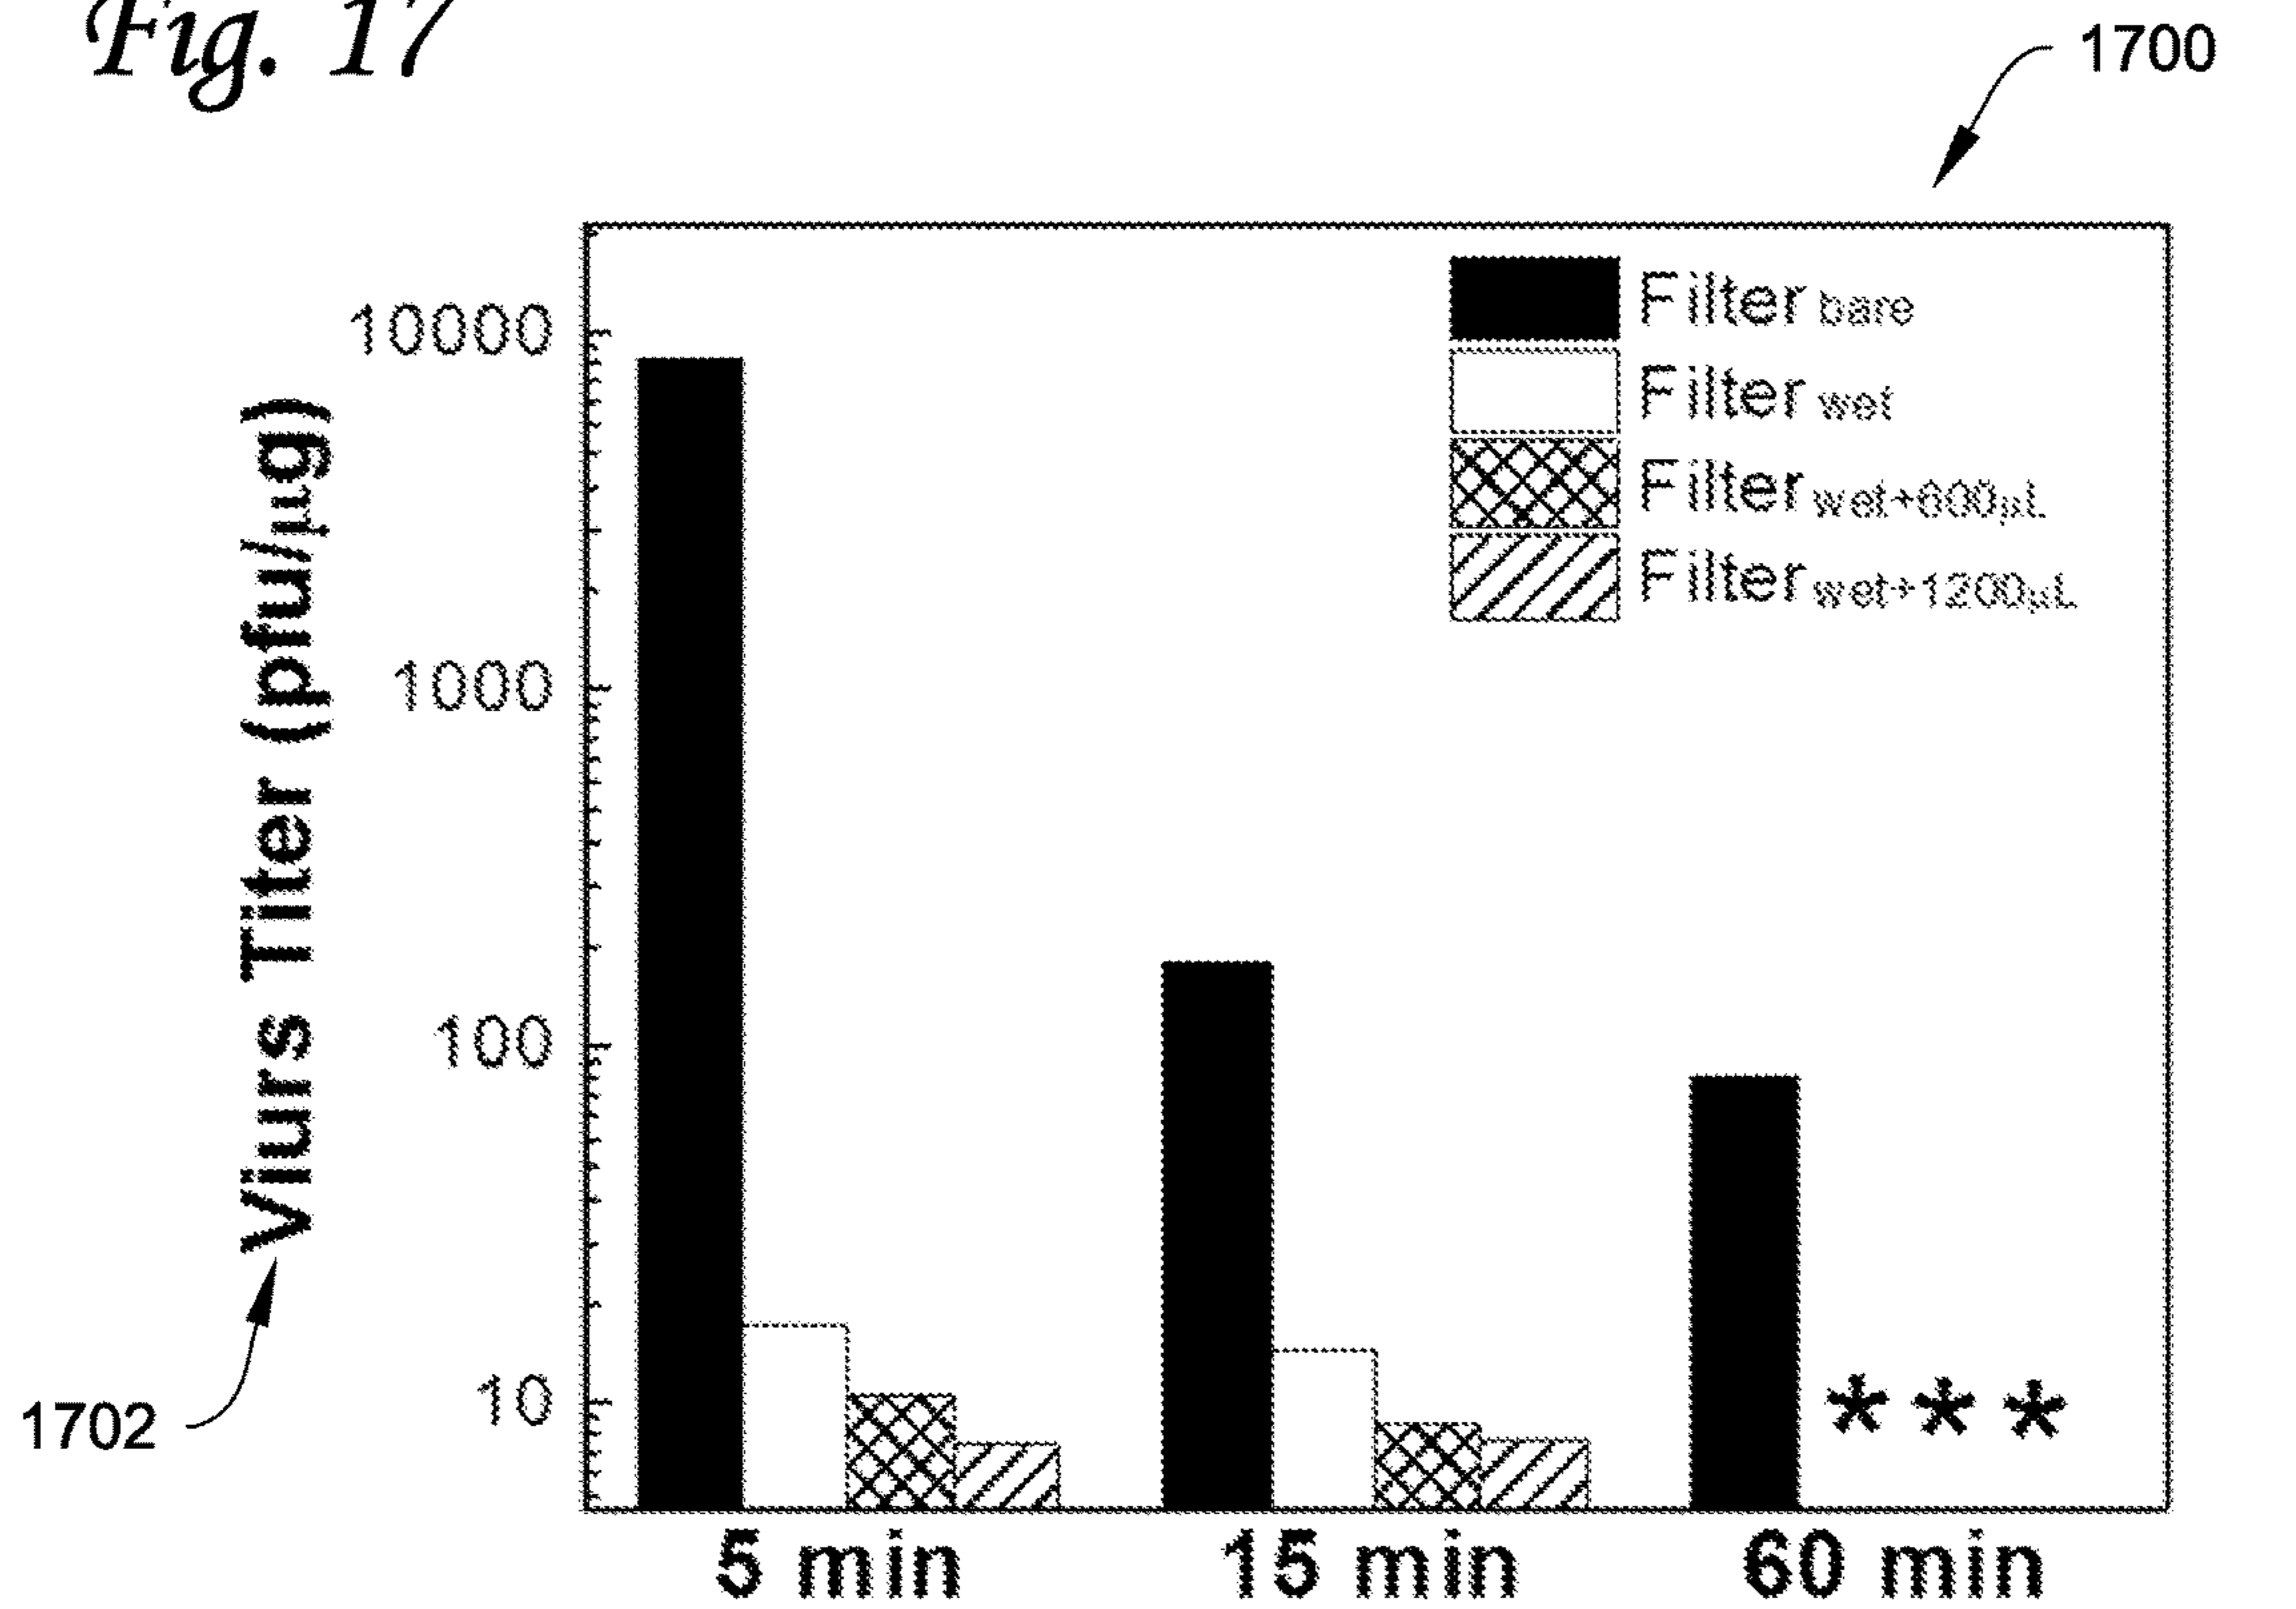 Fig. 17
1700
10000
1000
100
10
Viurs Titer (pfu/µg)
1702
Filter bare
Filter wet
Filter wet+600µL
Filter wet+1200µL
* * *
5 min
15 min
60 min